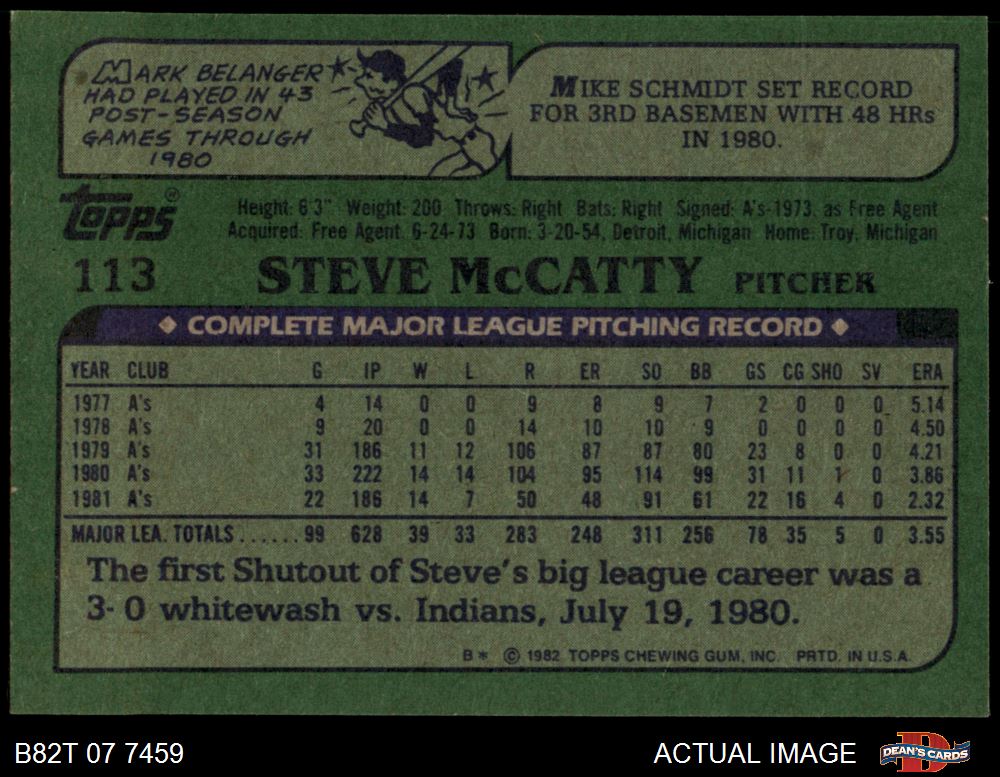 MARK BELANGER
HAD PLAYED IN 43
POST-SEASON
GAMES THROUGH
1980
MIKE SCHMIDT SET RECORD
FOR 3RD BASEMEN WITH 48 HRs
IN 1980.
Topps®
Height: 6'3" Weight: 200 Throws: Right Bats: Right Signed: A's-1973, as Free Agent
Acquired: Free Agent, 6-24-73 Born: 3-20-54, Detroit, Michigan Home: Troy, Michigan
113 STEVE McCATTY PITCHER
COMPLETE MAJOR LEAGUE PITCHING RECORD
YEAR CLUB G IP W L R ER SO BB GS CG SHO SV ERA
1977 A's 4 14 0 0 9 8 9 7 2 0 0 0 5.14
1978 A's 9 20 0 0 14 10 10 9 0 0 0 0 4.50
1979 A's 31 186 11 12 106 87 87 80 23 8 0 0 4.21
1980 A's 33 222 14 14 104 95 114 99 31 11 1 0 3.86
1981 A's 22 186 14 7 50 48 91 61 22 16 4 0 2.32
MAJOR LEA. TOTALS...... 99 628 39 33 283 248 311 256 78 35 5 0 3.55
The first Shutout of Steve's big league career was a
3-0 whitewash vs. Indians, July 19, 1980.
B* © 1982 TOPPS CHEWING GUM, INC. PRTD. IN U.S.A.
B82T 07 7459 ACTUAL IMAGE DEAN'S CARDS